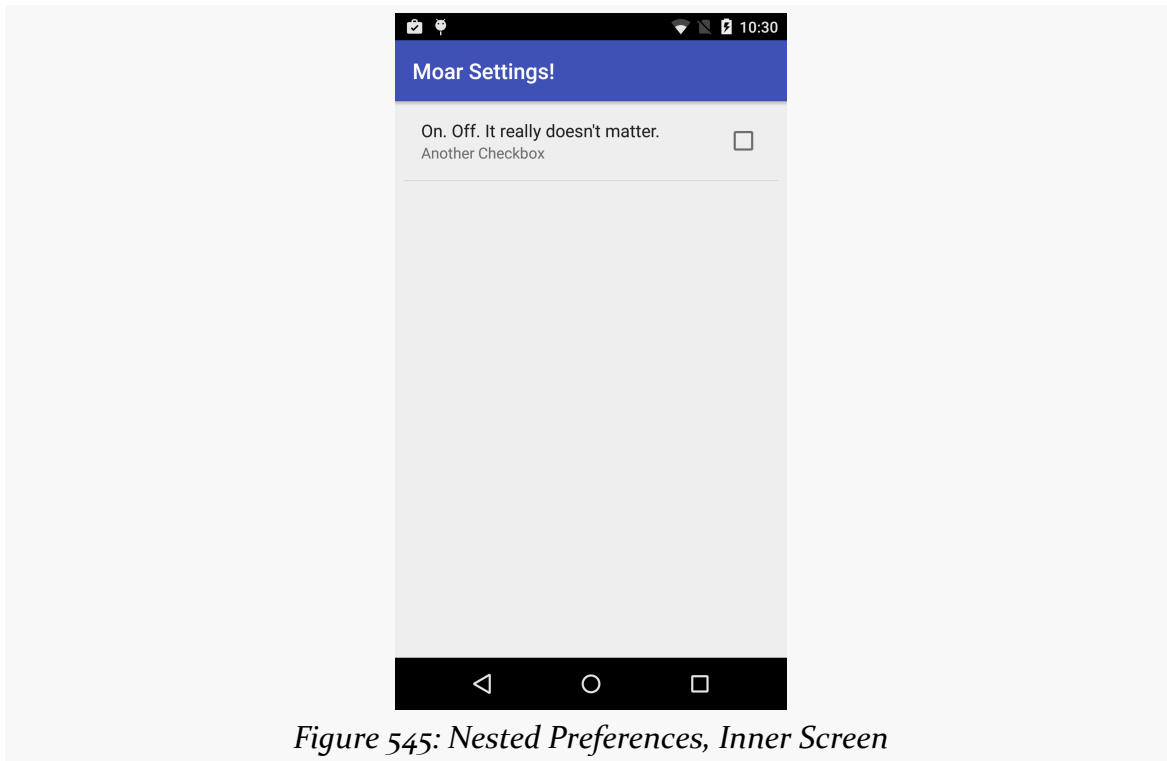 10:30
Moar Settings!
On. Off. It really doesn't matter.
Another Checkbox
Figure 545: Nested Preferences, Inner Screen